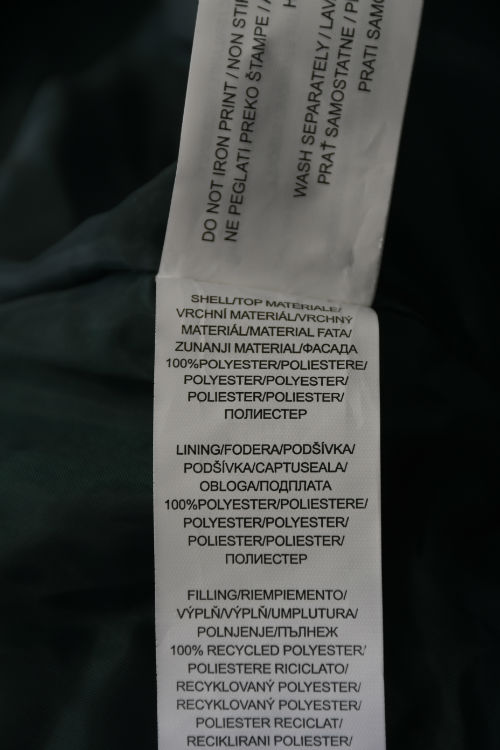 DO NOT IRON PRINT / NON STI
NE PEGLATI PREKO ŠTAMPE /
WASH SEPARATELY / LAV
PRAŤ SAMOSTATNE / P
PRATI SAMO
SHELL/TOP MATERIALE/
VRCHNÍ MATERIÁL/VRCHNÝ
MATERIÁL/MATERIAL FATA/
ZUNANJI MATERIAL/ФАСАДА
100%POLYESTER/POLIESTERE/
POLYESTER/POLYESTER/
POLIESTER/POLIESTER/
ПОЛИЕСТЕР
LINING/FODERA/PODŠÍVKA/
PODŠÍVKA/CAPTUSEALA/
OBLOGA/ПОДПЛАТА
100%POLYESTER/POLIESTERE/
POLYESTER/POLYESTER/
POLIESTER/POLIESTER/
ПОЛИЕСТЕР
FILLING/RIEMPIEMENTO/
VÝPLŇ/VÝPLŇ/UMPLUTURA/
POLNJENJE/ПЪЛНЕЖ
100% RECYCLED POLYESTER/
POLIESTERE RICICLATO/
RECYKLOVANÝ POLYESTER/
RECYKLOVANÝ POLYESTER/
POLIESTER RECICLAT/
RECIKLIRANI POLIESTER/